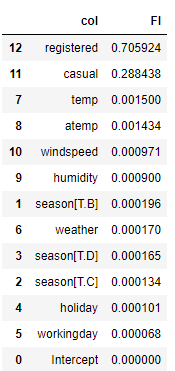 col FI
12 registered 0.705924
11 casual 0.288438
7 temp 0.001500
8 atemp 0.001434
10 windspeed 0.000971
9 humidity 0.000900
1 season[T.B] 0.000196
6 weather 0.000170
3 season[T.D] 0.000165
2 season[T.C] 0.000134
4 holiday 0.000101
5 workingday 0.000068
0 Intercept 0.000000